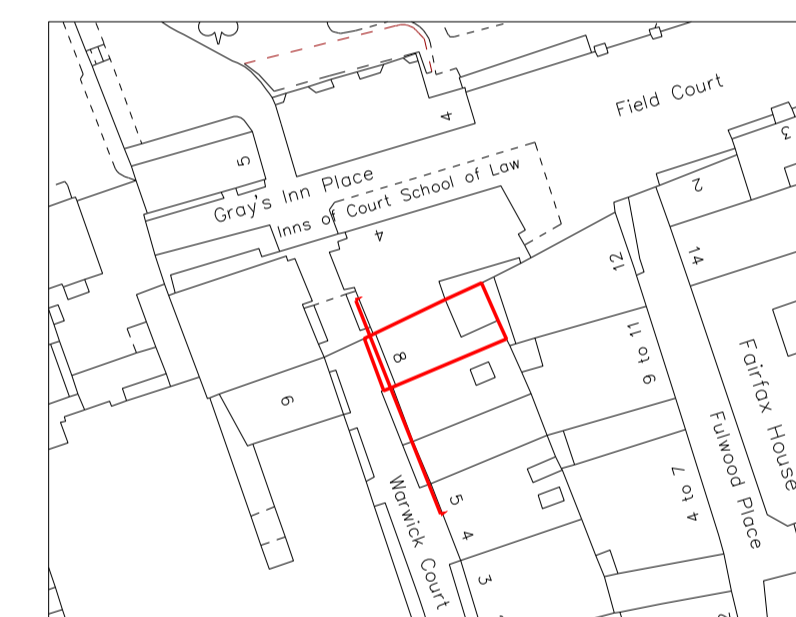 Field Court
4
3
5
Gray's Inn Place
Inns of Court School of Law
2
4
12
14
8
9 to 11
6
Fairfax House
Fulwood Place
Warwick Court
5
4
7 to 4
3